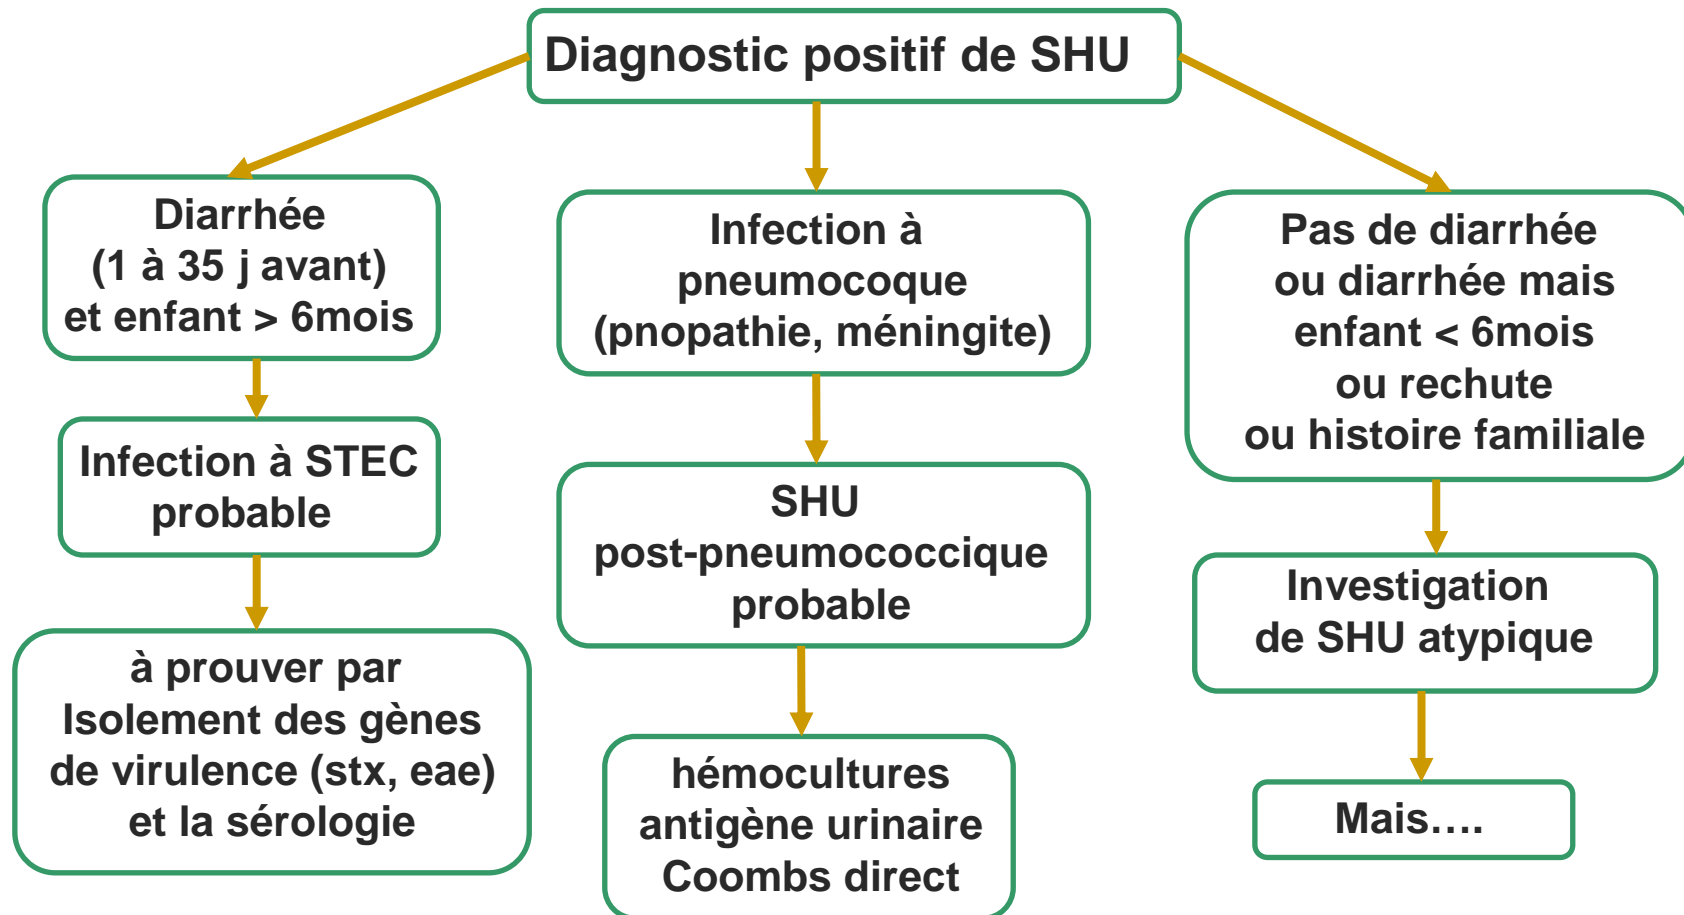 Diagnostic positif de SHU
Diarrhée
(1 à 35 j avant)
et enfant > 6mois
Infection à STEC
probable
à prouver par
Isolement des gènes
de virulence (stx, eae)
et la sérologie
Infection à
pneumocoque
(pnopathie, méningite)
SHU
post-pneumococcique
probable
hémocultures
antigène urinaire
Coombs direct
Pas de diarrhée
ou diarrhée mais
enfant < 6mois
ou rechute
ou histoire familiale
Investigation
de SHU atypique
Mais....